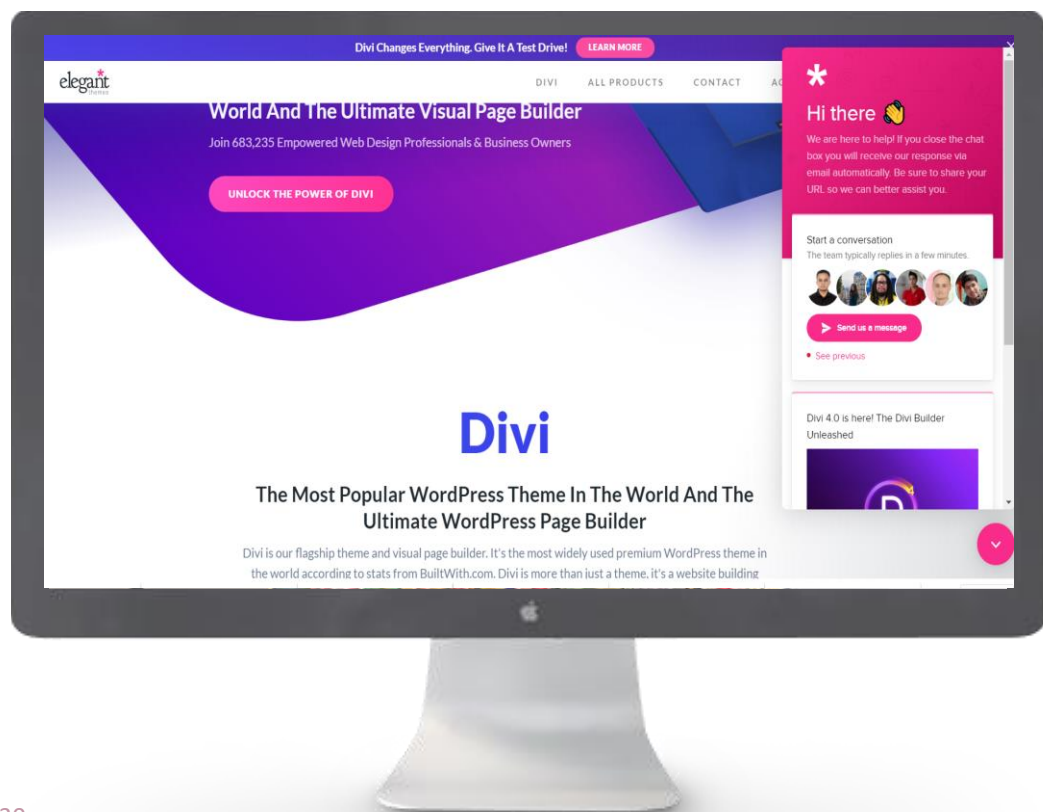 Divi Changes Everything. Give It A Test Drive!
LEARN MORE
elegant
themes
DIVI
ALL PRODUCTS
CONTACT
World And The Ultimate Visual Page Builder
Join 683,235 Empowered Web Design Professionals & Business Owners
UNLOCK THE POWER OF DIVI
Divi
The Most Popular WordPress Theme In The World And The
Ultimate WordPress Page Builder
Divi is our flagship theme and visual page builder. It's the most widely used premium WordPress theme in
the world according to stats from BuiltWith.com. Divi is more than just a theme, it's a website building
Hi there 👋
We are here to help! If you close the chat
box you will receive our response via
email automatically. Be sure to share your
URL so we can better assist you.
Start a conversation
The team typically replies in a few minutes.
Send us a message
See previous
Divi 4.0 is here! The Divi Builder
Unleashed
D